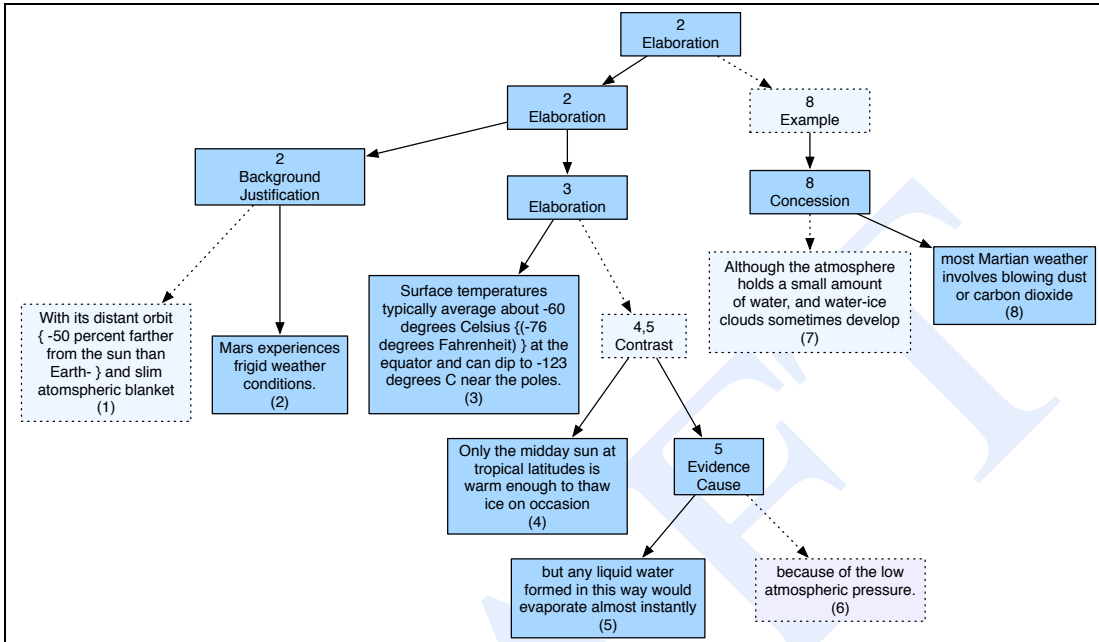 2
Elaboration
2
Elaboration
8
Example
2
Background
Justification
3
Elaboration
8
Concession
With its distant orbit
{ -50 percent farther
from the sun than
Earth- } and slim
atomspheric blanket
(1)
Mars experiences
frigid weather
conditions.
(2)
Surface temperatures
typically average about -60
degrees Celsius {(-76
degrees Fahrenheit) } at the
equator and can dip to -123
degrees C near the poles.
(3)
4,5
Contrast
Although the atmosphere
holds a small amount
of water, and water-ice
clouds sometimes develop
(7)
most Martian weather
involves blowing dust
or carbon dioxide
(8)
Only the midday sun at
tropical latitudes is
warm enough to thaw
ice on occasion
(4)
5
Evidence
Cause
but any liquid water
formed in this way would
evaporate almost instantly
(5)
because of the low
atmospheric pressure.
(6)